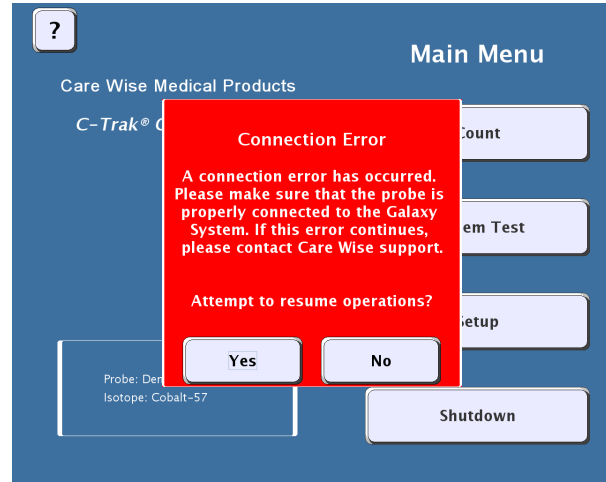 ?
Main Menu
Care Wise Medical Products
C-Trak®
Connection Error
A connection error has occurred.
Please make sure that the probe is
properly connected to the Galaxy
System. If this error continues,
please contact Care Wise support.
Attempt to resume operations?
Yes
No
Shutdown
Probe:
Isotope: Cobalt-57
Count
Test
Setup